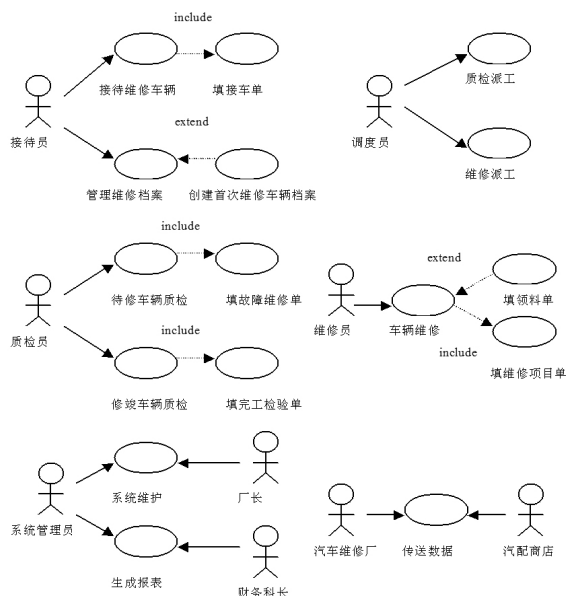 include
接待维修车辆 填接车单
接待员
extend
管理维修档案 创建首次维修车辆档案
质检派工
调度员
维修派工
include
待修车辆质检 填故障维修单
质检员
include
修竣车辆质检 填完工检验单
extend
填领料单
维修员 车辆维修
include
填维修项目单
系统维护 厂长
系统管理员
生成报表 财务科长
汽车维修厂 传送数据 汽配商店